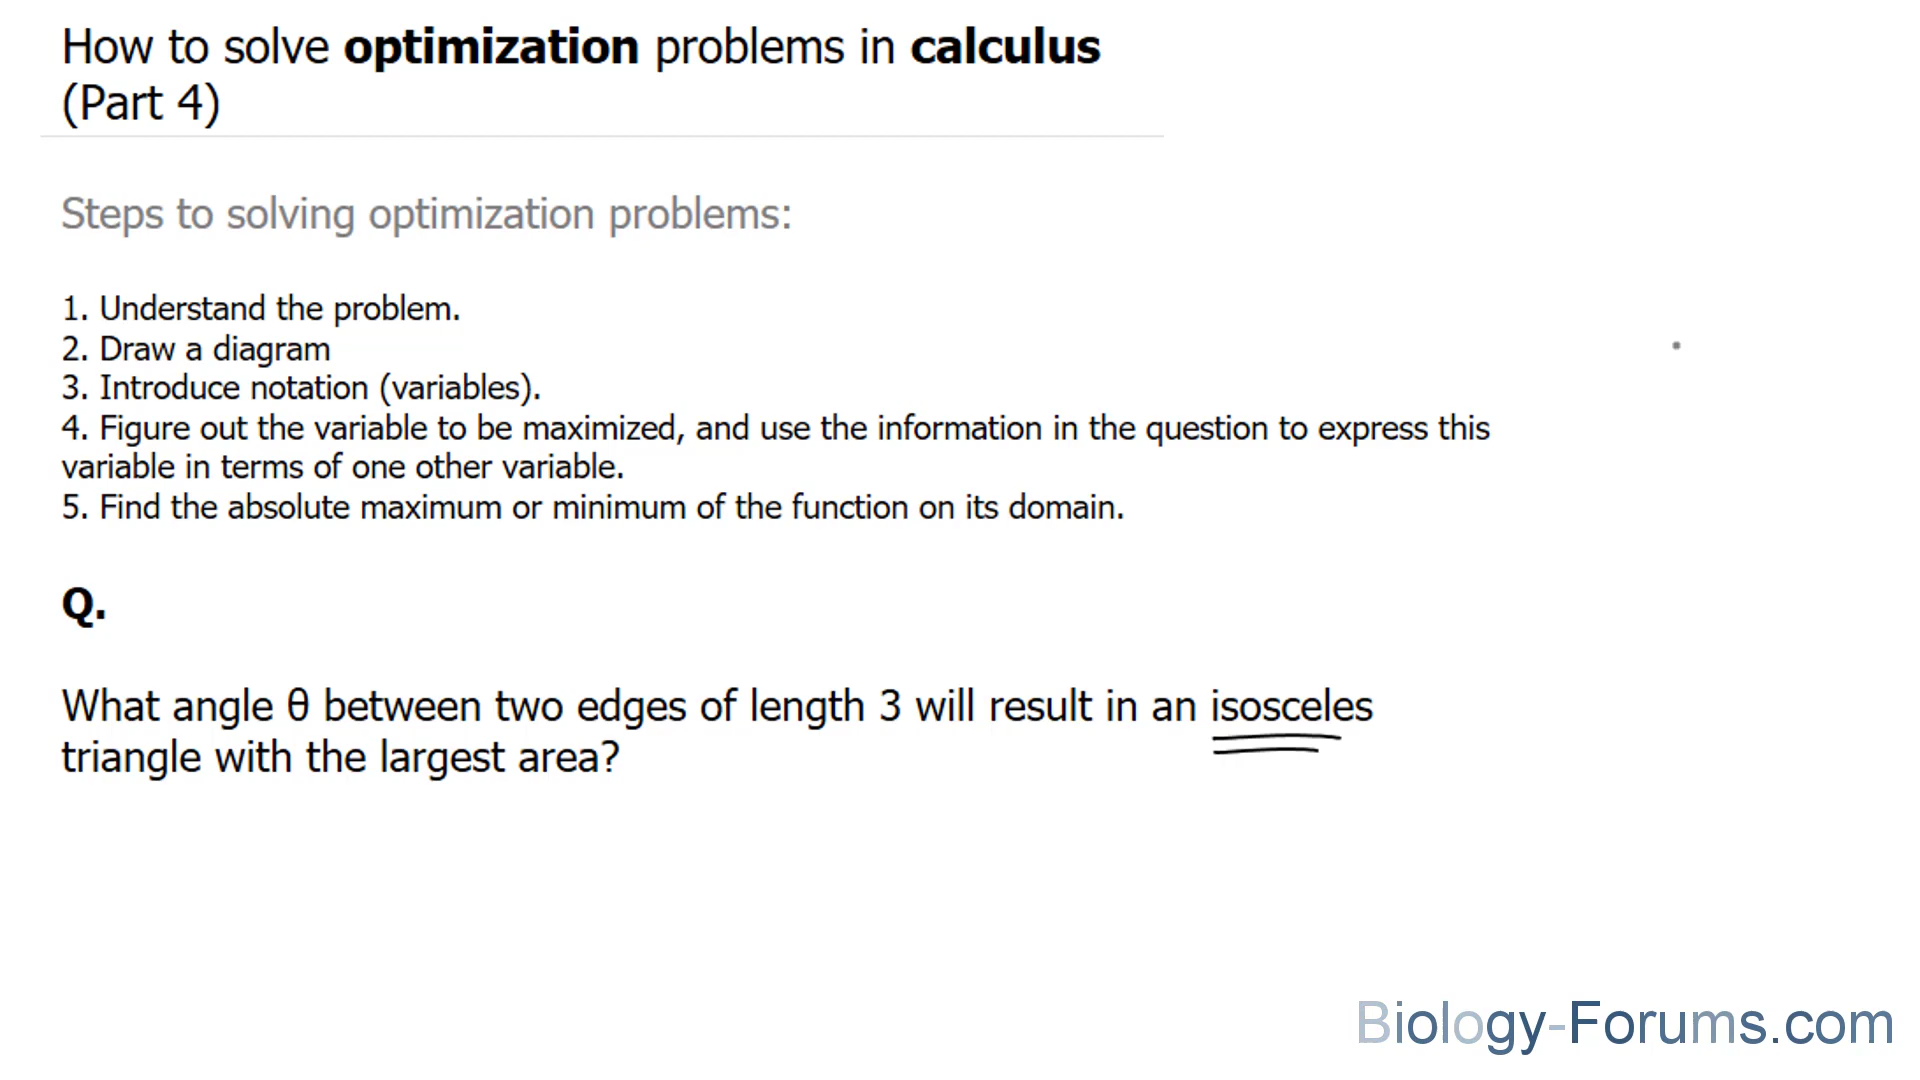 How to solve optimization problems in calculus
(Part 4)
Steps to solving optimization problems:
1. Understand the problem.
2. Draw a diagram
3. Introduce notation (variables).
4. Figure out the variable to be maximized, and use the information in the question to express this
variable in terms of one other variable.
5. Find the absolute maximum or minimum of the function on its domain.
Q.
What angle θ between two edges of length 3 will result in an isosceles
triangle with the largest area?
Biology-Forums.com